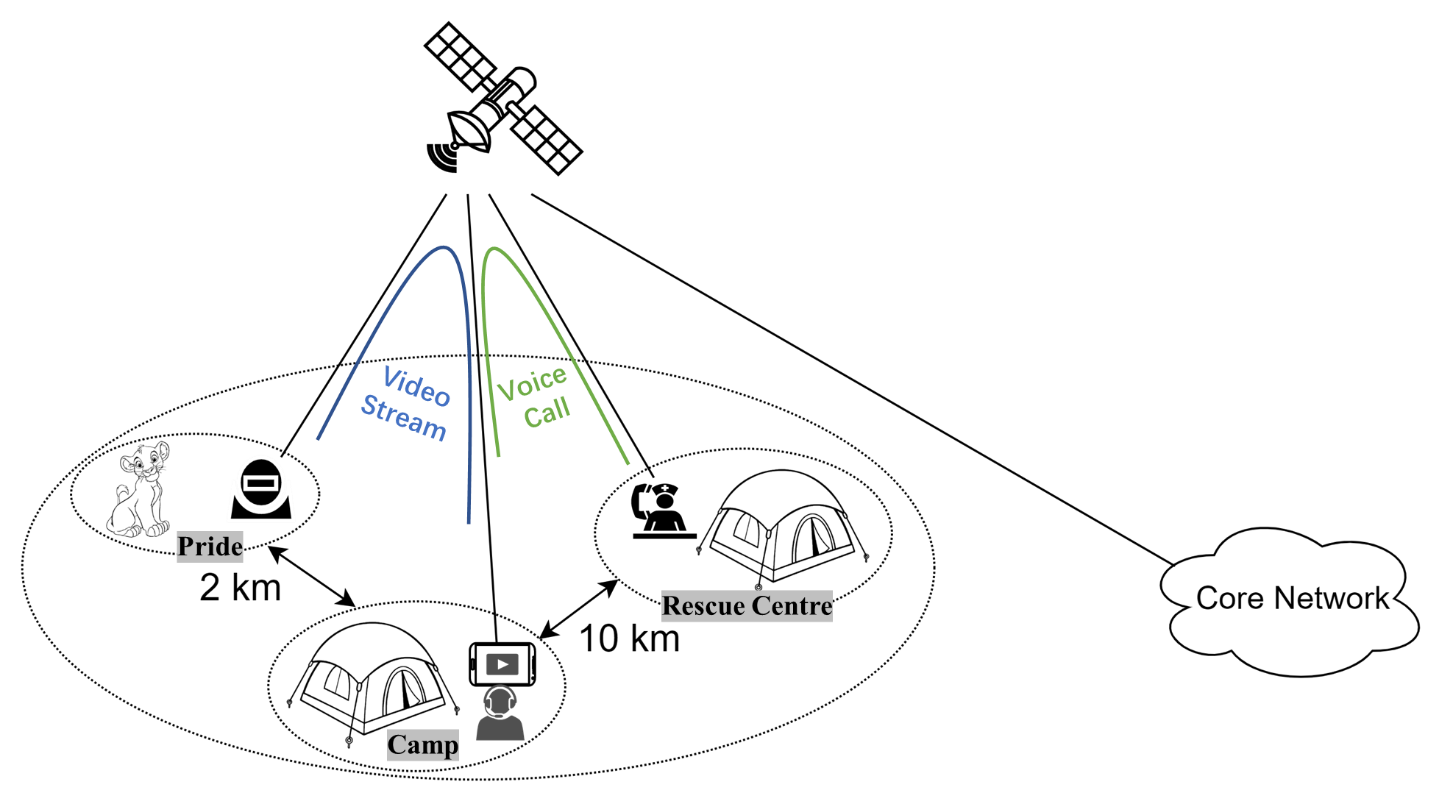 Video
Stream
Voice
Call
Pride
2 km
Rescue Centre
10 km
Camp
Core Network